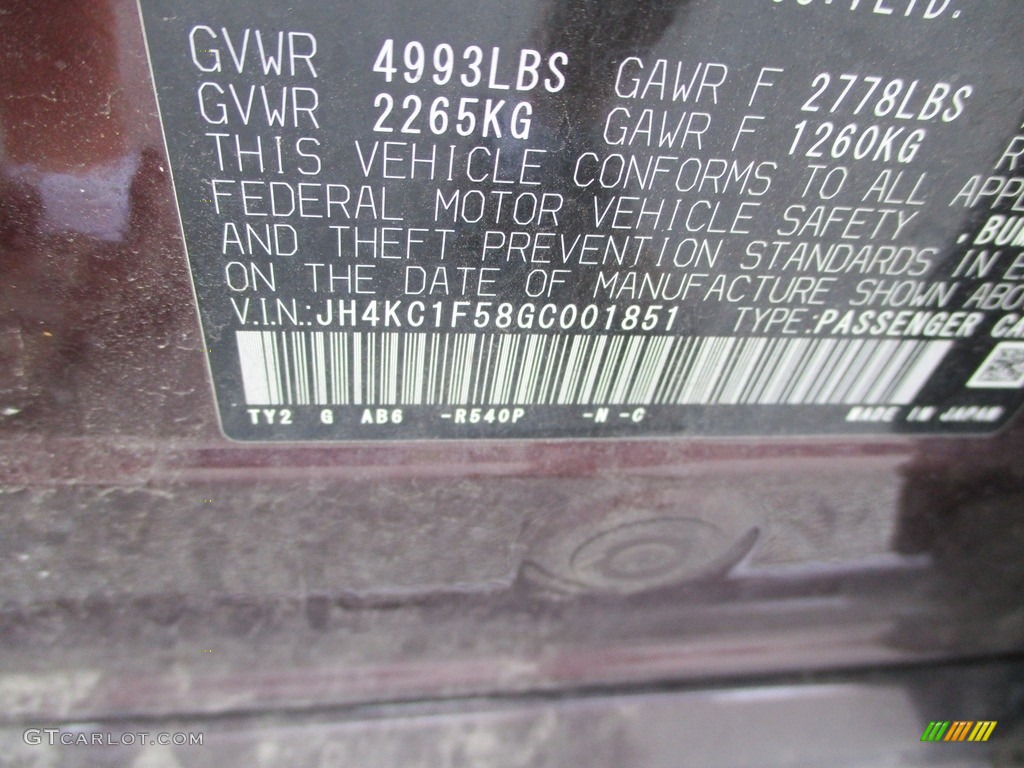 GVWR 4993LBS GAWR F 2778LBS
GVWR 2265KG GAWR F 1260KG
THIS VEHICLE CONFORMS TO ALL
FEDERAL MOTOR VEHICLE SAFETY
AND THEFT PREVENTION STANDARDS IN
ON THE DATE OF MANUFACTURE SHOWN
V.I.N.:JH4KC1F58GC001851 TYPE:PASSENGER
TY2 G AB6 -R540P -N -C MADE IN JAPAN
GTCARLOT.COM